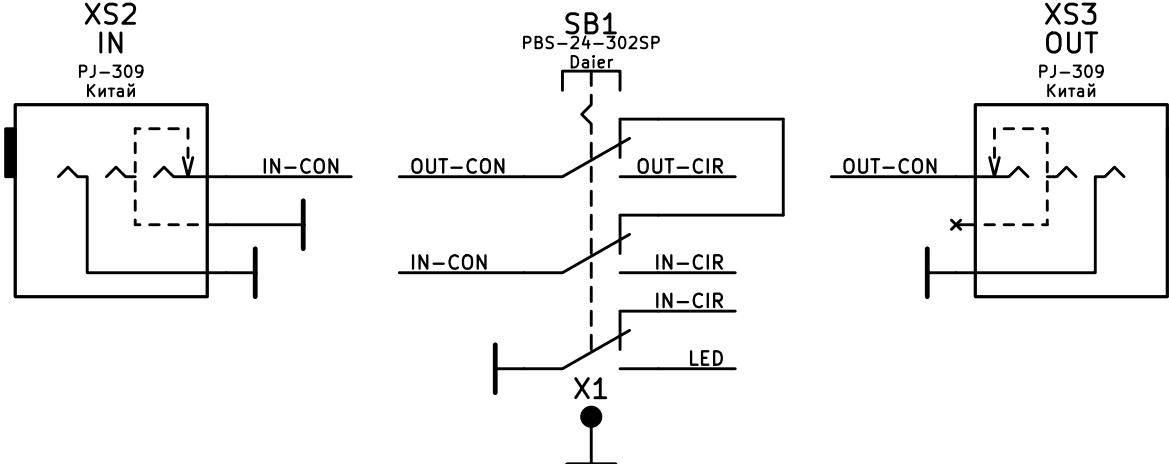 XS2
IN
PJ-309
Китай
IN-CON
SB1
PBS-24-302SP
Daier
OUT-CON
OUT-CIR
IN-CON
IN-CIR
IN-CIR
LED
X1
XS3
OUT
PJ-309
Китай
OUT-CON